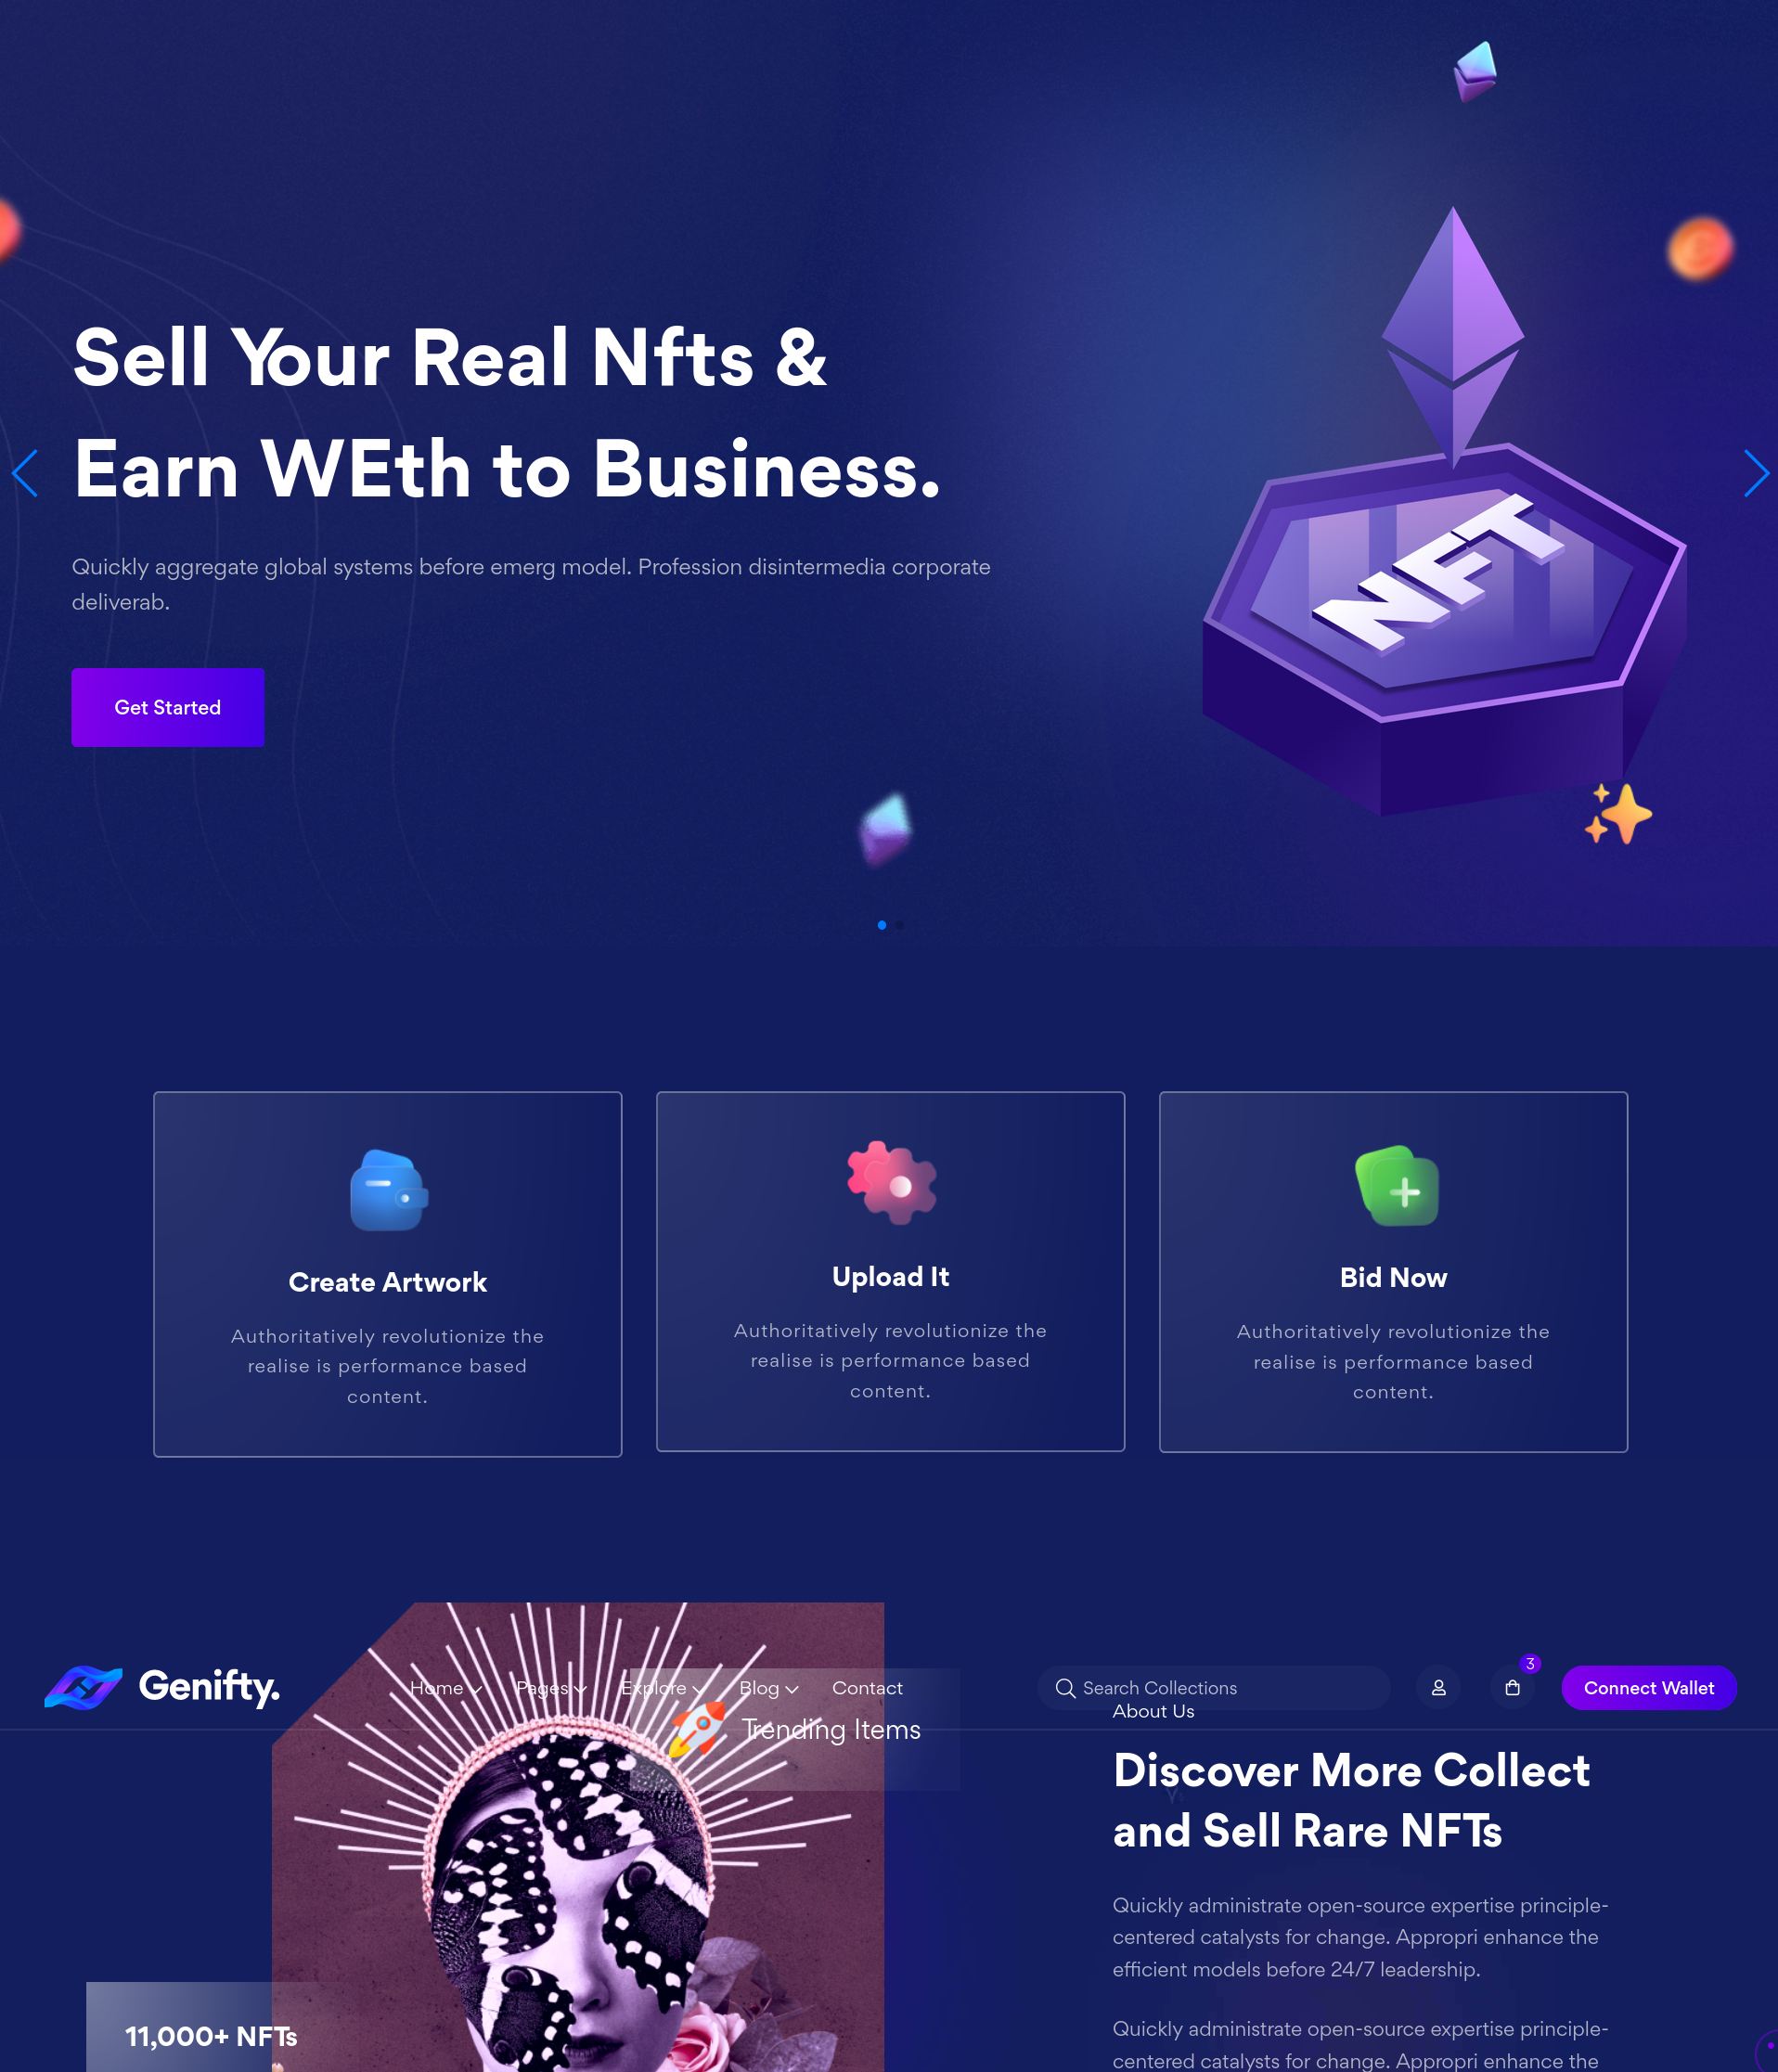 Sell Your Real Nfts &
Earn WEth to Business.
Quickly aggregate global systems before emerg model. Profession disintermedia corporate
deliverab.
Get Started
NFT
Create Artwork
Authoritatively revolutionize the
realise is performance based
content.
Upload It
Authoritatively revolutionize the
realise is performance based
content.
Bid Now
Authoritatively revolutionize the
realise is performance based
content.
Genifty.
Home
Pages
Explore
Blog
Contact
Search Collections
3
Connect Wallet
Trending Items
About Us
Discover More Collect
and Sell Rare NFTs
Quickly administrate open-source expertise principle-
centered catalysts for change. Appropri enhance the
efficient models before 24/7 leadership.
Quickly administrate open-source expertise principle-
centered catalysts for change. Appropri enhance the
11,000+ NFTs